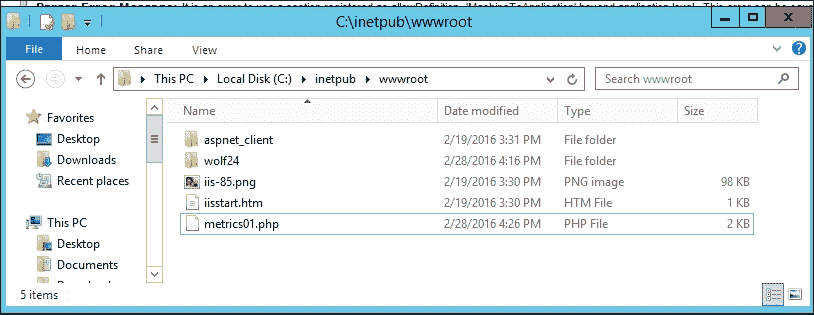 C:\inetpub\wwwroot
File Home Share View
This PC Local Disk (C:) inetpub wwwroot
Search wwwroot
Favorites
Desktop
Downloads
Recent places
This PC
Desktop
Documents
Name Date modified Type Size
aspnet_client 2/19/2016 3:31 PM File folder
wolf24 2/28/2016 4:16 PM File folder
iis-85.png 2/19/2016 3:30 PM PNG image 98 KB
iisstart.htm 2/19/2016 3:30 PM HTM File 1 KB
metrics01.php 2/28/2016 4:26 PM PHP File 2 KB
5 items